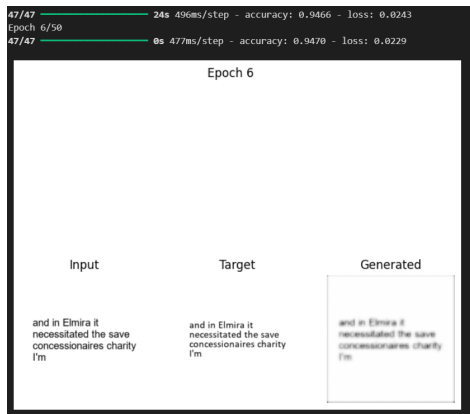 47/47 ━━━━━━━━━━━━━━━━━━━━ 24s 496ms/step - accuracy: 0.9466 - loss: 0.0243
Epoch 6/50
47/47 ━━━━━━━━━━━━━━━━━━━━ 0s 477ms/step - accuracy: 0.9470 - loss: 0.0229
Epoch 6
Input
and in Elmira it
necessitated the save
concessionaires charity
I'm
Target
and in Elmira it
necessitated the save
concessionaires charity
I'm
Generated
and in Elmira it
necessitated the save
concessionaires charity
I'm